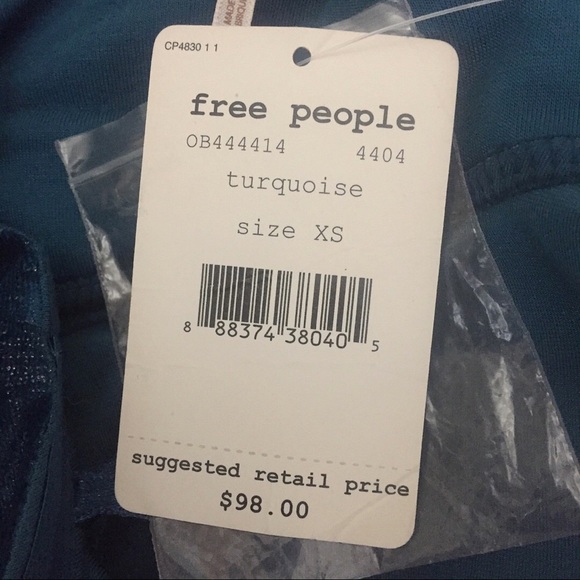 MADE
CP4830 1 1
free people
OB444414 4404
turquoise
size XS
8 88374 38040 5
suggested retail price
$98.00